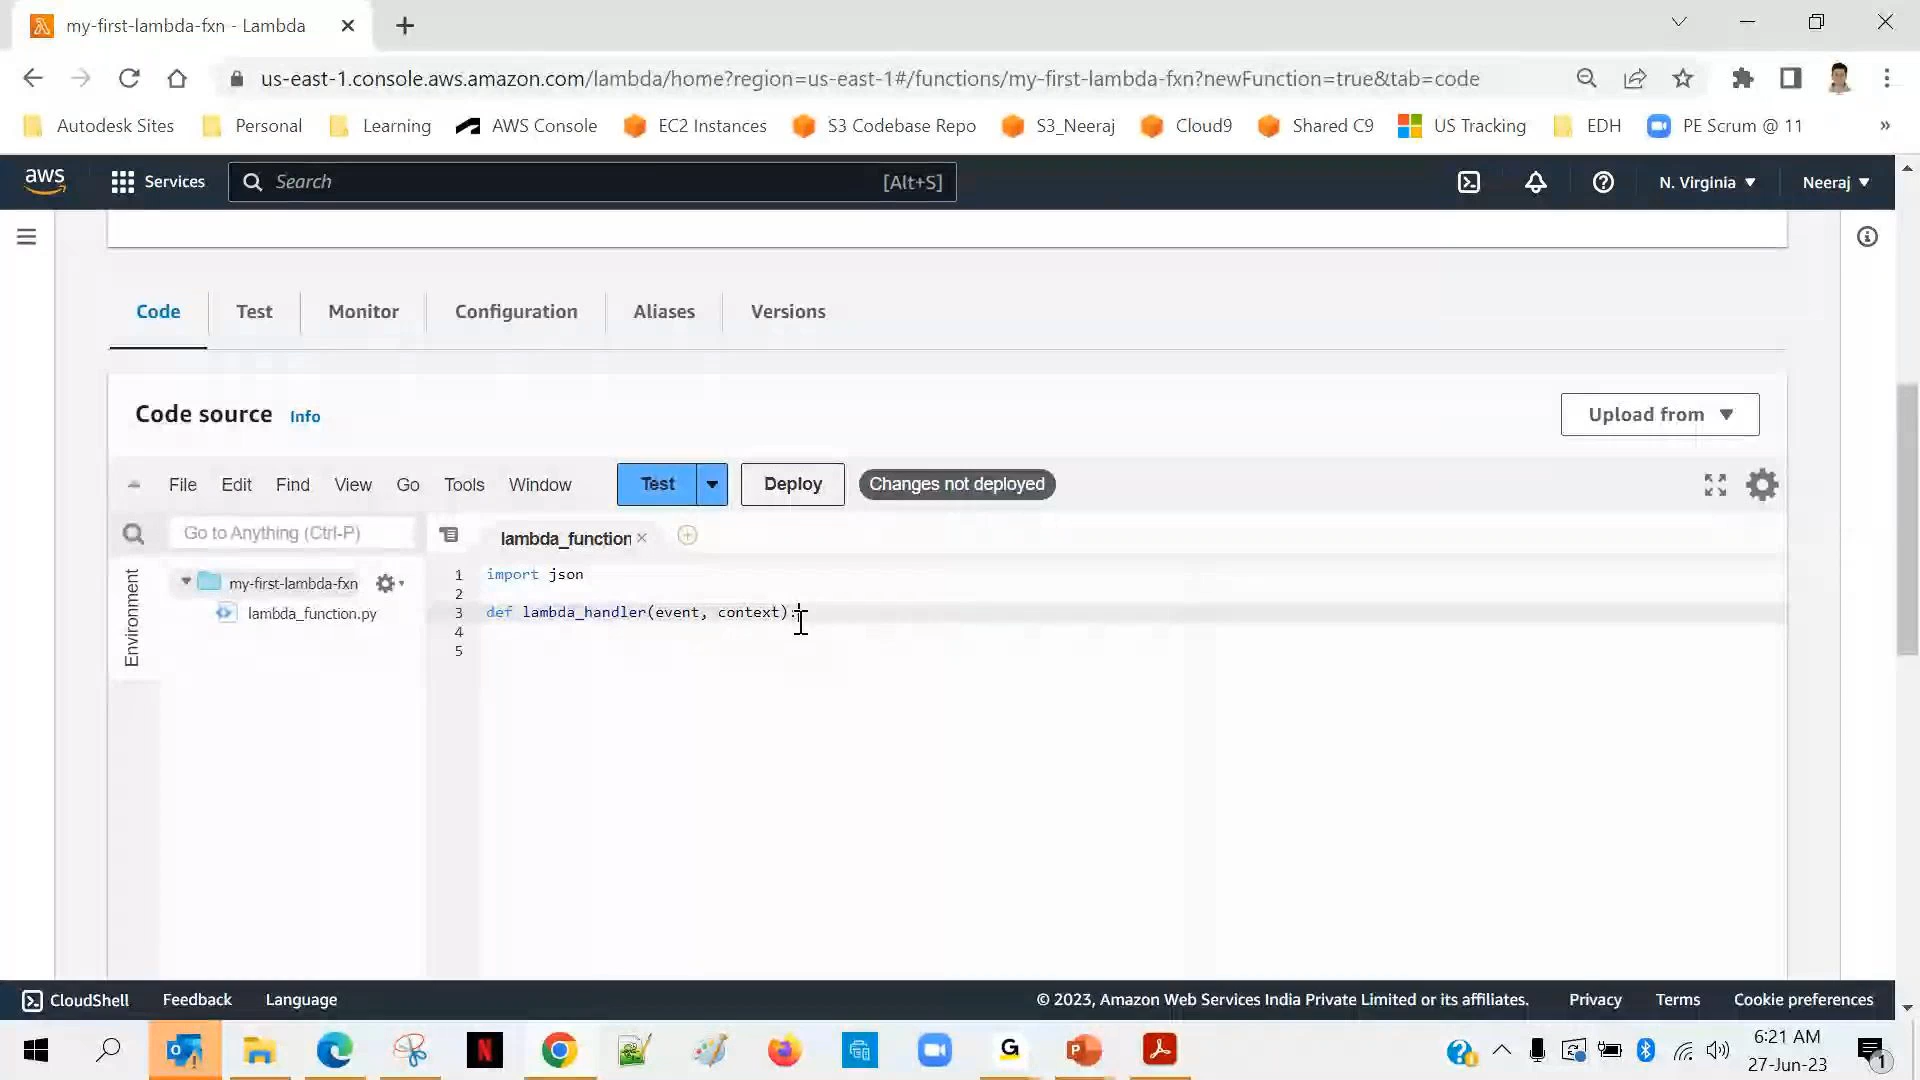 my-first-lambda-fxn - Lambda
us-east-1.console.aws.amazon.com/lambda/home?region=us-east-1#/functions/my-first-lambda-fxn?newFunction=true&tab=code
Autodesk Sites Personal Learning AWS Console EC2 Instances S3 Codebase Repo S3_Neeraj Cloud9 Shared C9 US Tracking EDH PE Scrum @ 11 »
aws Services Search [Alt+S] N. Virginia ▼ Neeraj ▼
Code Test Monitor Configuration Aliases Versions
Code source Info Upload from ▼
File Edit Find View Go Tools Window Test Deploy Changes not deployed
Go to Anything (Ctrl-P) lambda_function
Environment
my-first-lambda-fxn
lambda_function.py
1 import json
2
3 def lambda_handler(event, context):
4
5
CloudShell Feedback Language © 2023, Amazon Web Services India Private Limited or its affiliates. Privacy Terms Cookie preferences
6:21 AM
27-Jun-23
1